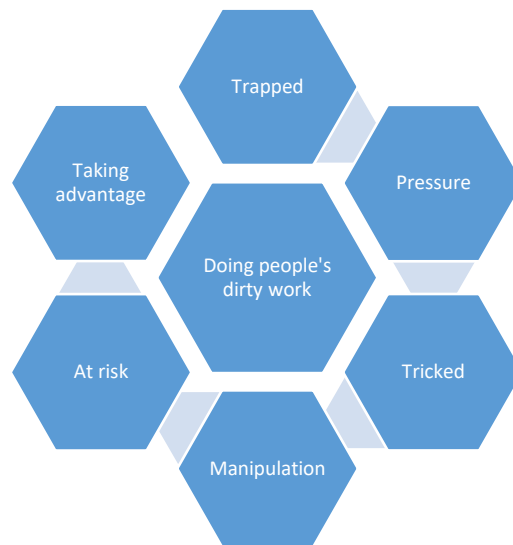 Trapped
Pressure
Tricked
Manipulation
At risk
Taking
advantage
Doing people's
dirty work